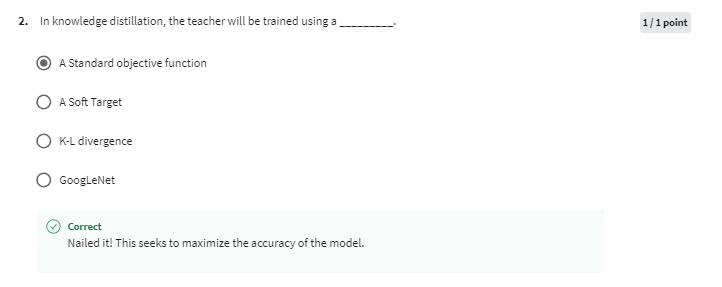 2. In knowledge distillation, the teacher will be trained using a _________.
1 / 1 point
A Standard objective function
A Soft Target
K-L divergence
GoogLeNet
Correct
Nailed it! This seeks to maximize the accuracy of the model.